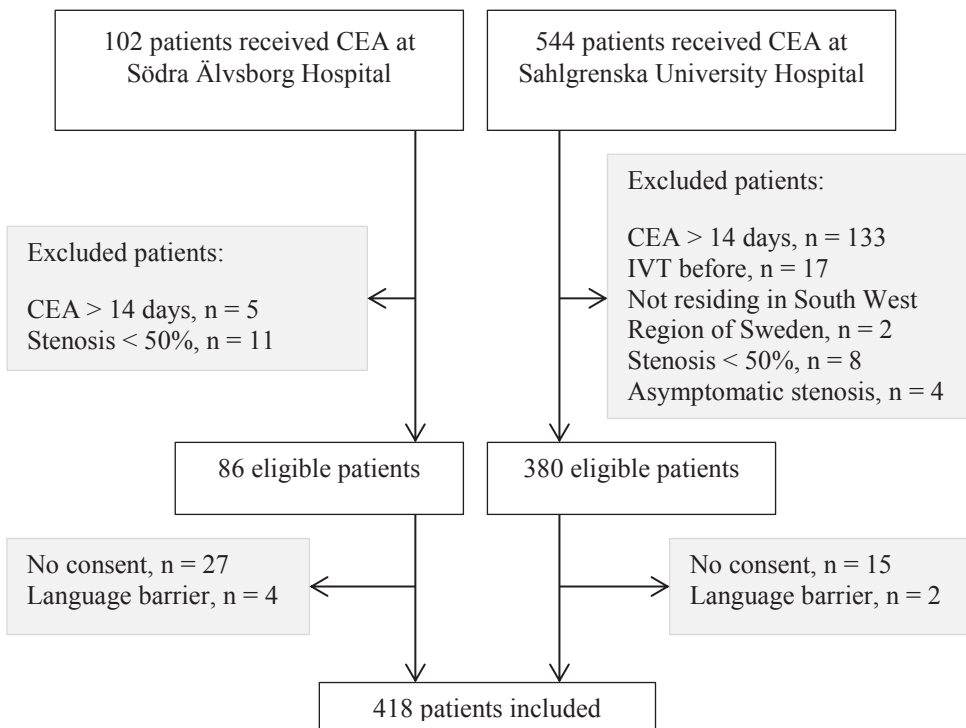 102 patients received CEA at
Södra Älvsborg Hospital
544 patients received CEA at
Sahlgrenska University Hospital
Excluded patients:
CEA > 14 days, n = 5
Stenosis < 50%, n = 11
Excluded patients:
CEA > 14 days, n = 133
IVT before, n = 17
Not residing in South West
Region of Sweden, n = 2
Stenosis < 50%, n = 8
Asymptomatic stenosis, n = 4
86 eligible patients
380 eligible patients
No consent, n = 27
Language barrier, n = 4
No consent, n = 15
Language barrier, n = 2
418 patients included